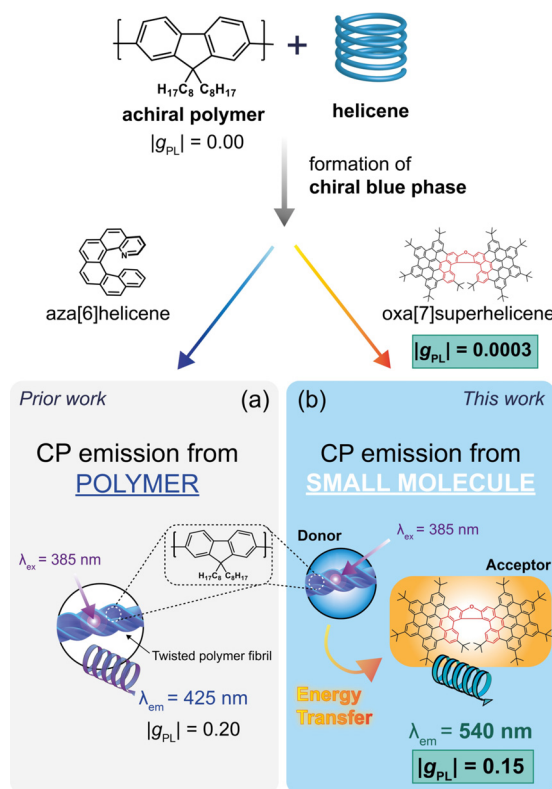 +
H17C8 C8H17
achiral polymer
helicene
|gPL| = 0.00
formation of
chiral blue phase
N
aza[6]helicene
O
oxa[7]superhelicene
|gPL| = 0.0003
Prior work
(a)
CP emission from
POLYMER
λex = 385 nm
Twisted polymer fibril
λem = 425 nm
|gPL| = 0.20
H17C8 C8H17
(b)
This work
CP emission from
SMALL MOLECULE
Donor
λex = 385 nm
Acceptor
O
Energy
Transfer
λem = 540 nm
|gPL| = 0.15